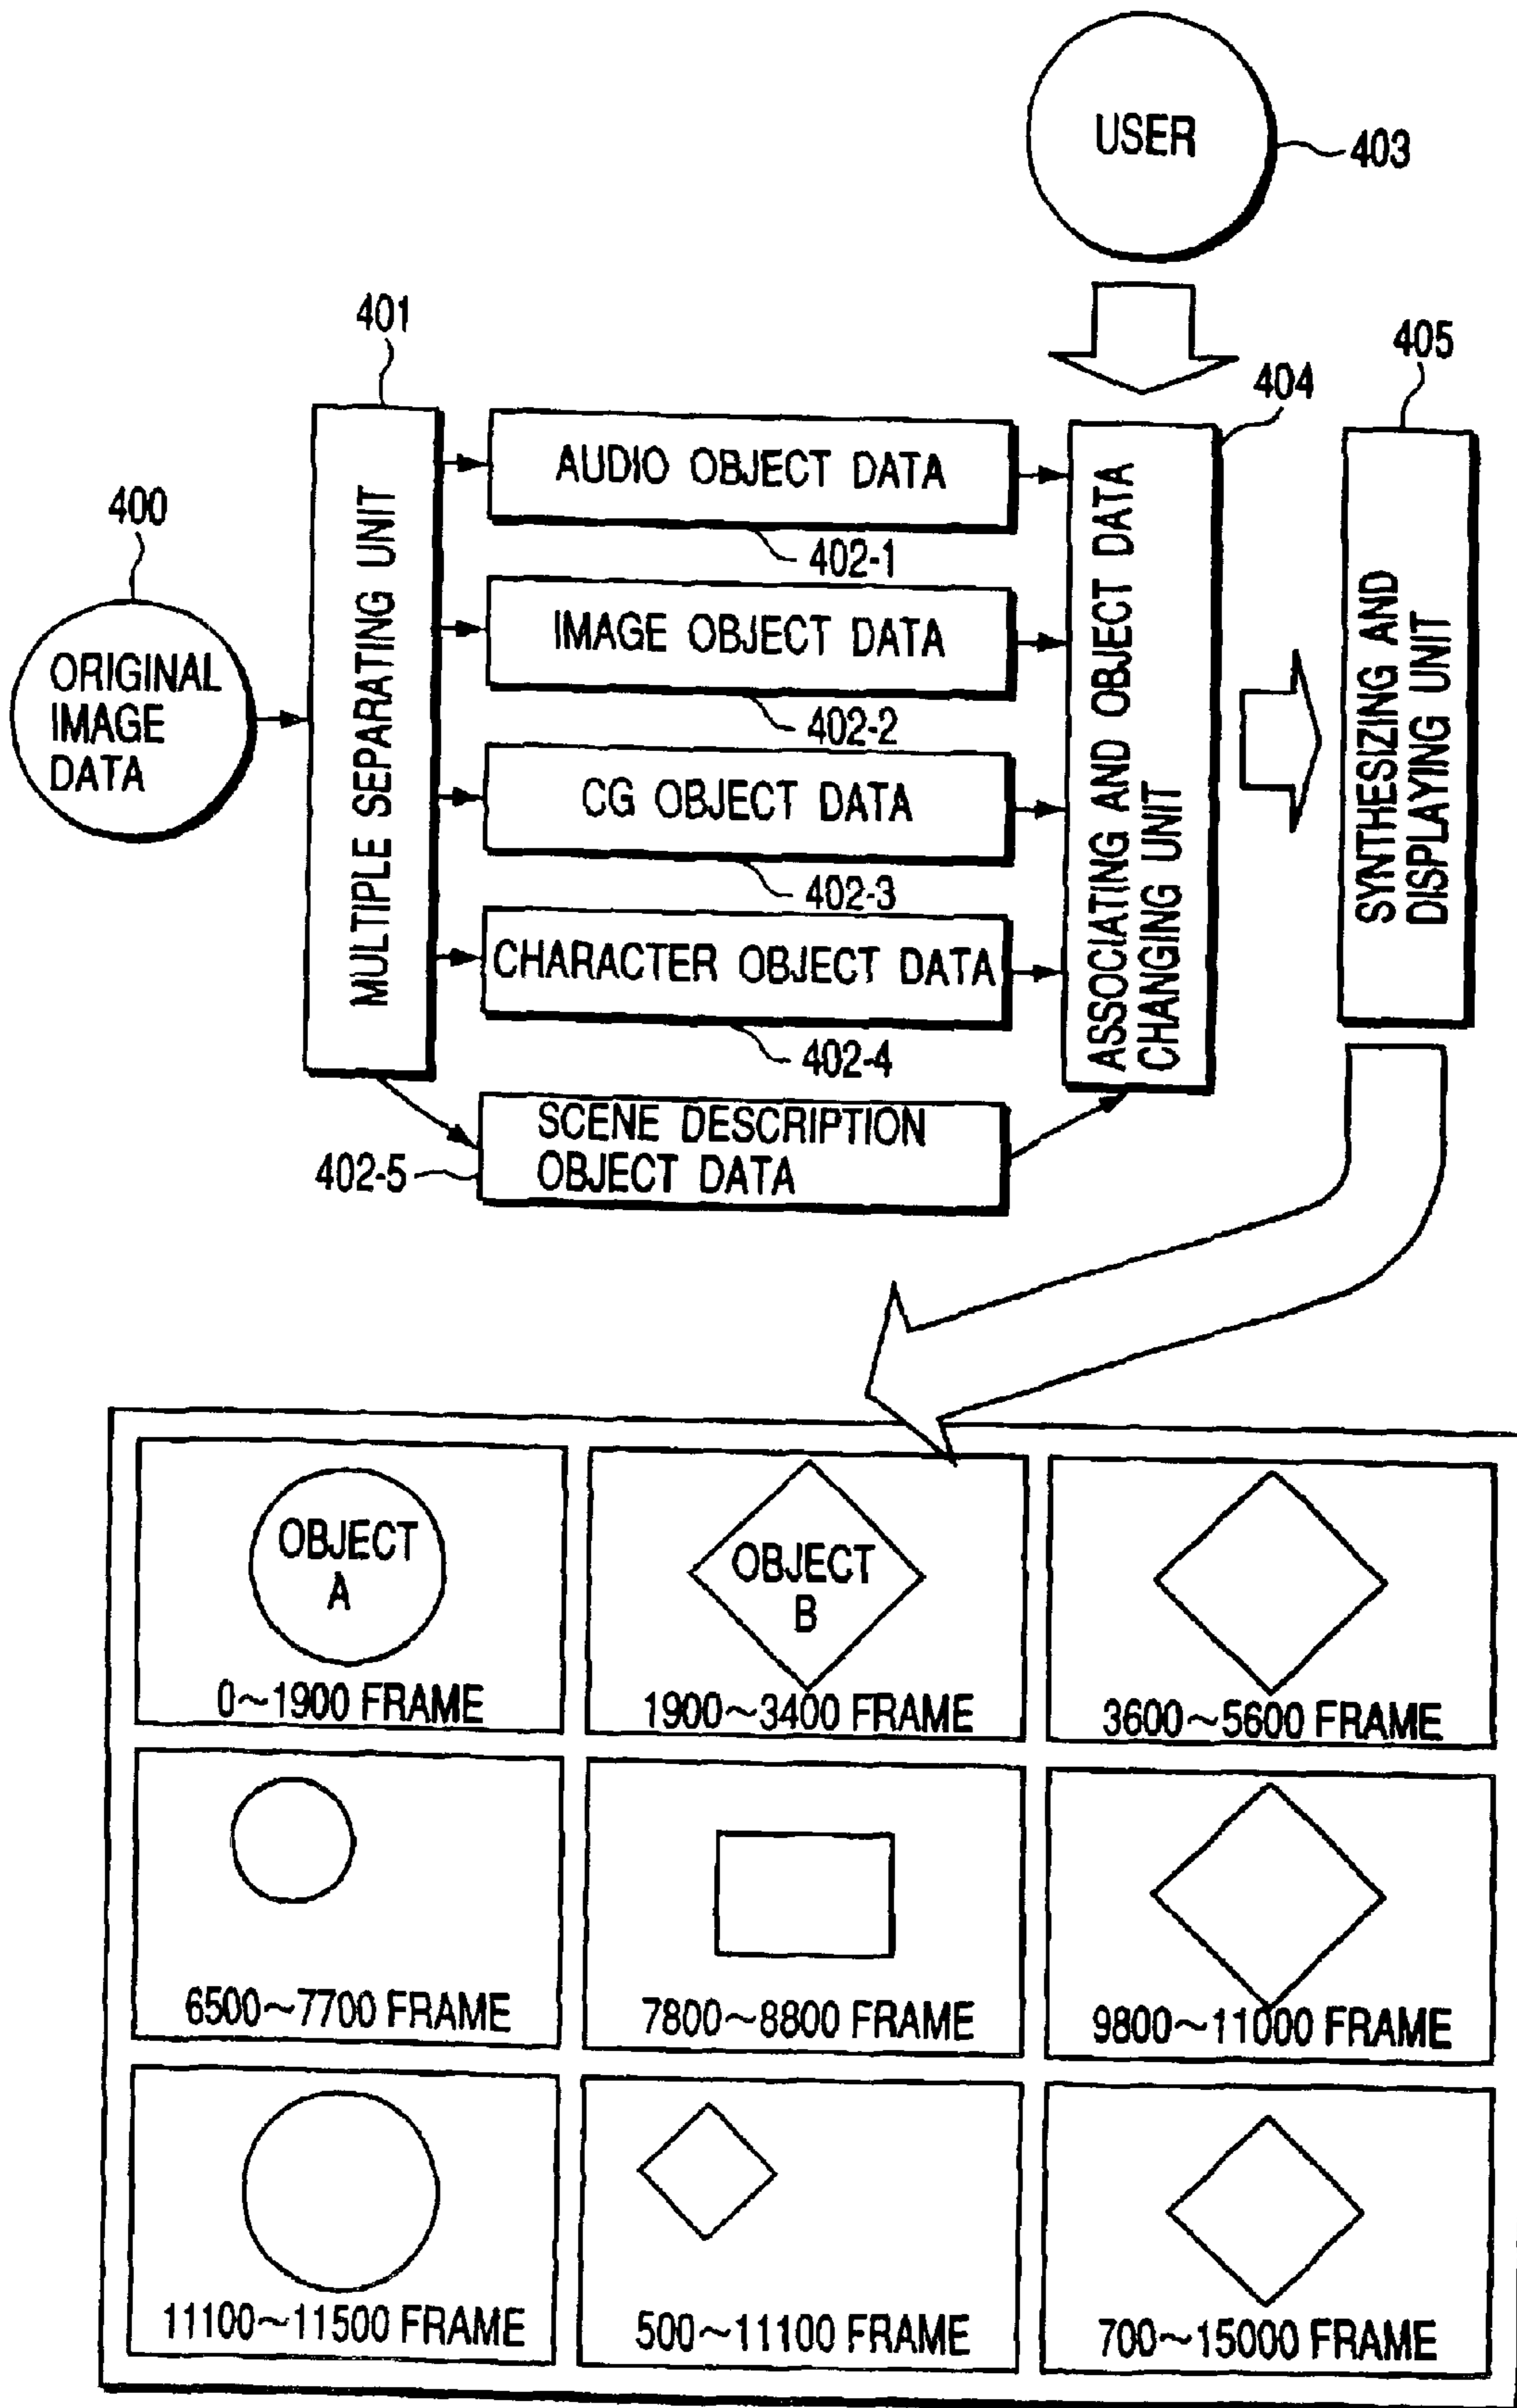 USER
403
401
405
404
400
ORIGINAL
IMAGE
DATA
MULTIPLE SEPARATING UNIT
AUDIO OBJECT DATA
402-1
IMAGE OBJECT DATA
402-2
CG OBJECT DATA
402-3
CHARACTER OBJECT DATA
402-4
SCENE DESCRIPTION
OBJECT DATA
402-5
ASSOCIATING AND OBJECT DATA
CHANGING UNIT
SYNTHESIZING AND
DISPLAYING UNIT
OBJECT
A
0~1900 FRAME
OBJECT
B
1900~3400 FRAME
3600~5600 FRAME
6500~7700 FRAME
7800~8800 FRAME
9800~11000 FRAME
11100~11500 FRAME
500~11100 FRAME
700~15000 FRAME